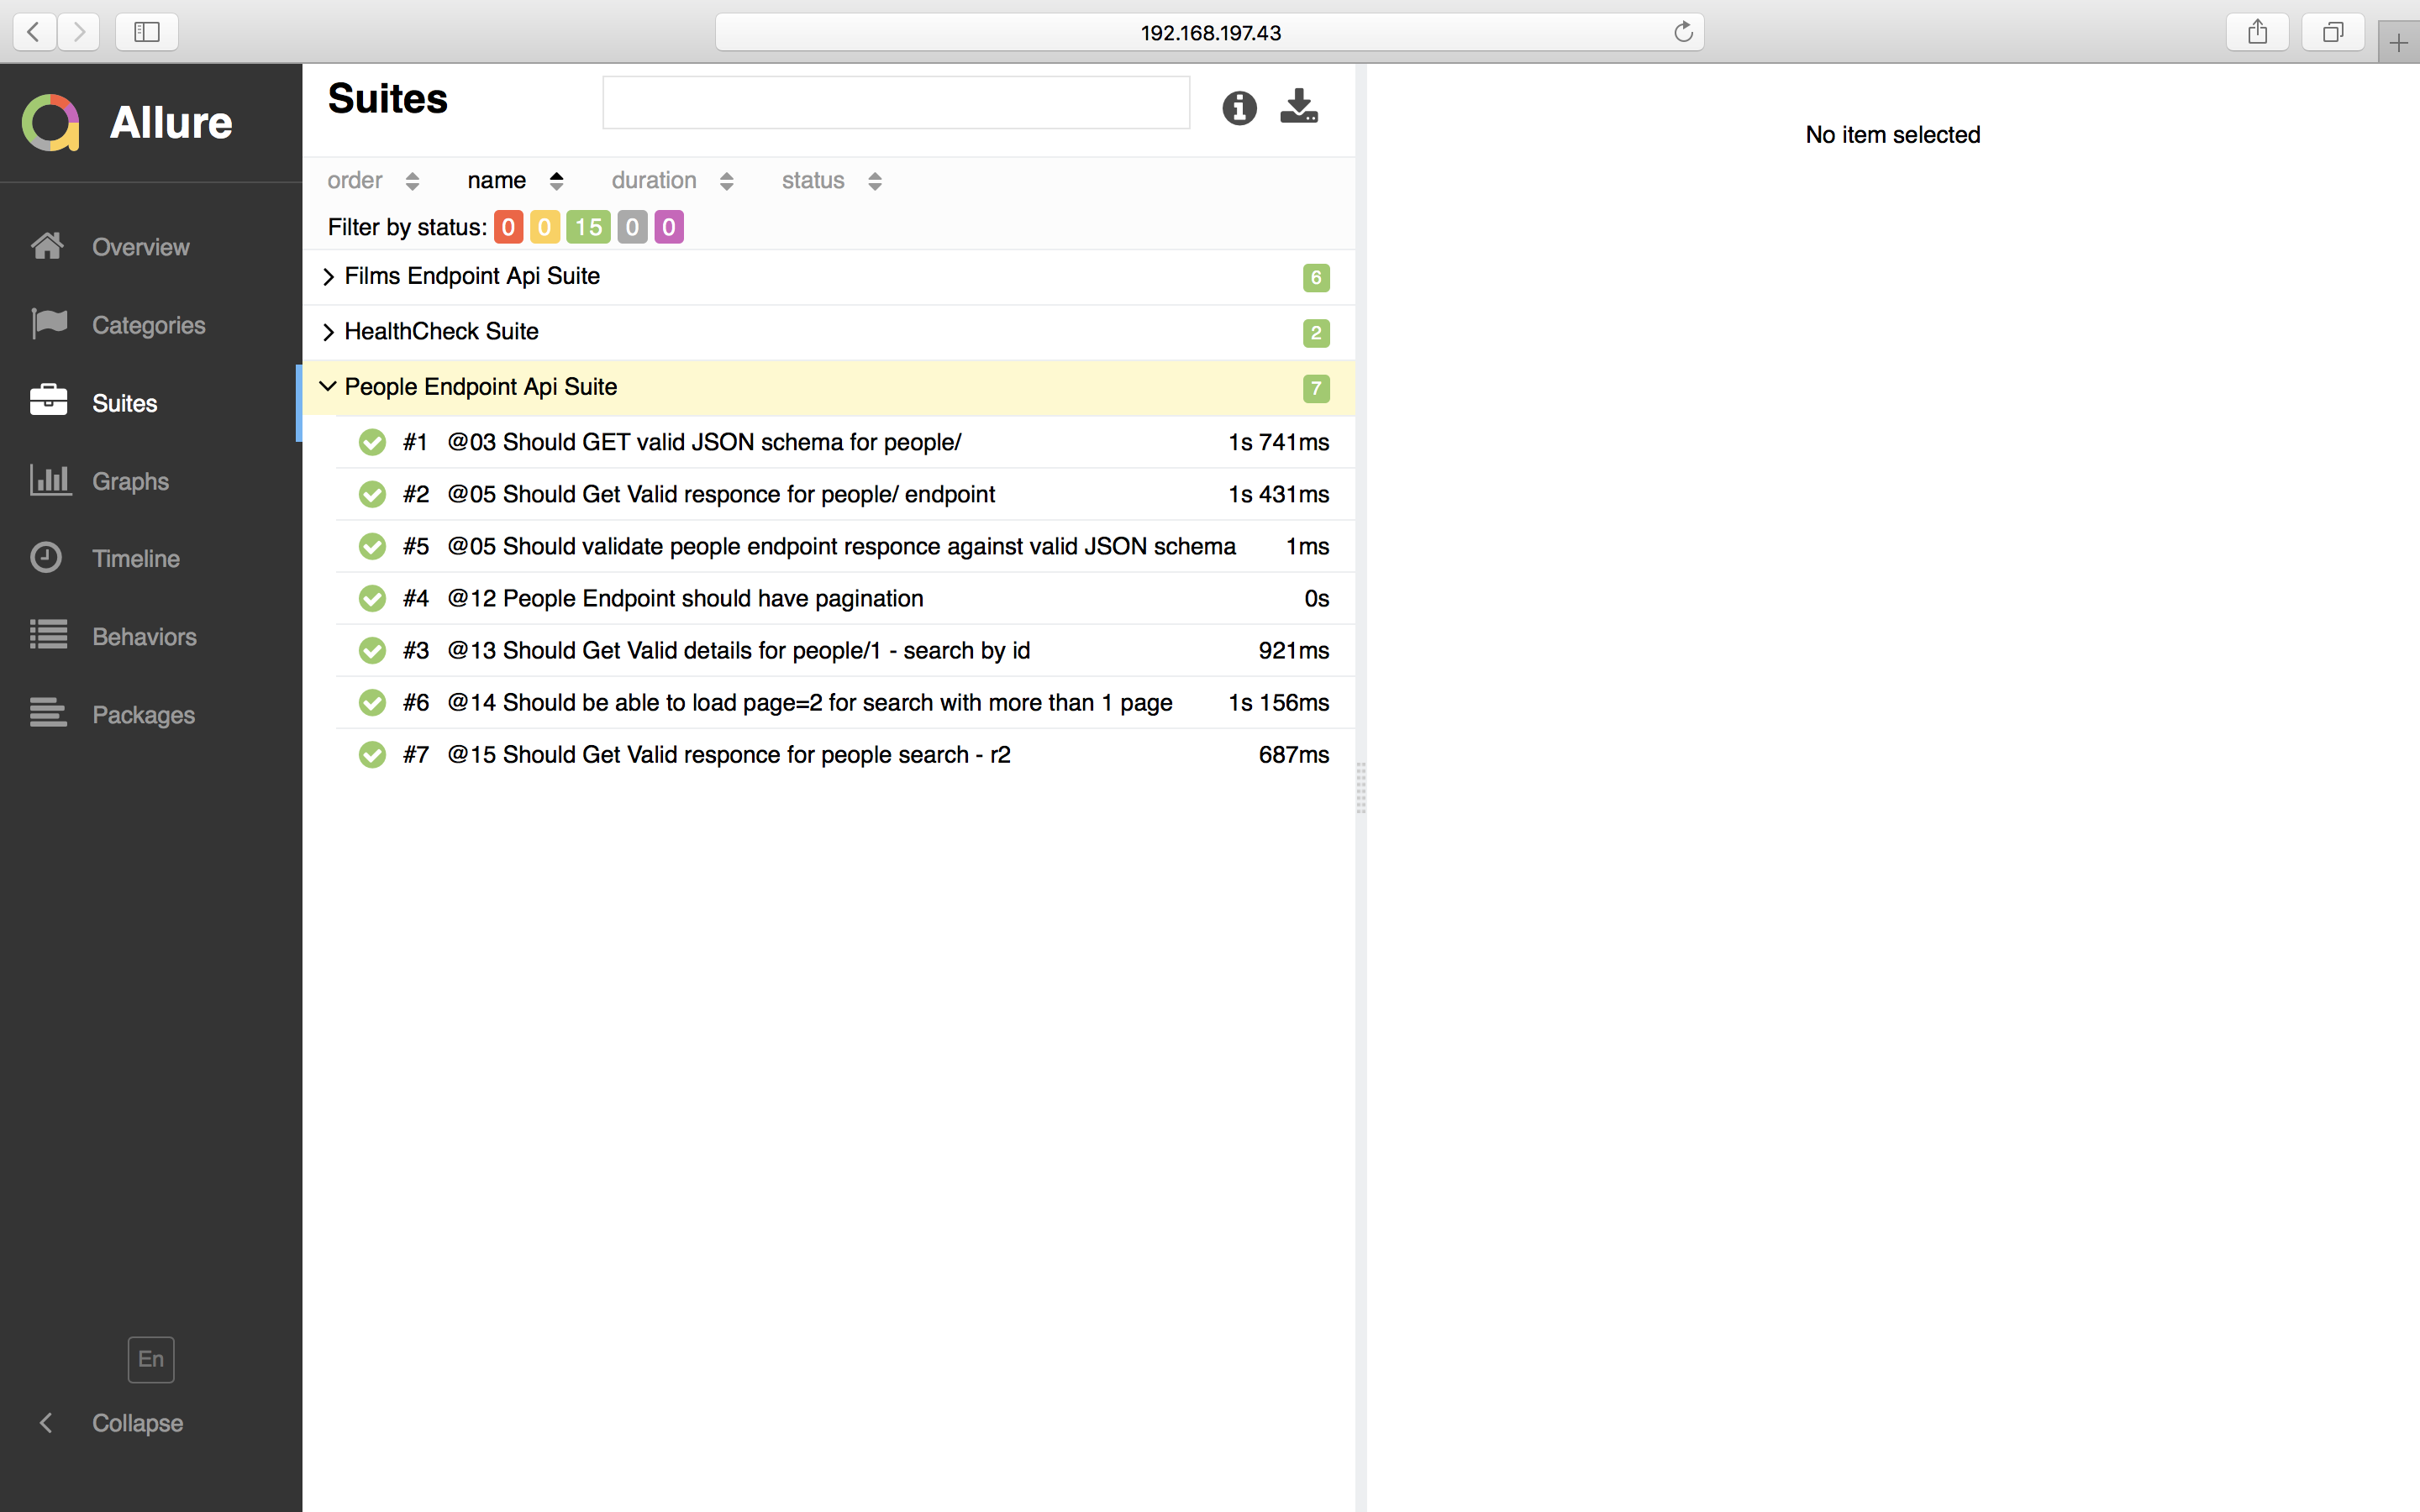 192.168.197.43
Allure
Overview
Categories
Suites
Graphs
Timeline
Behaviors
Packages
En
Collapse
Suites
order name duration status
Filter by status: 0 0 15 0 0
Films Endpoint Api Suite 6
HealthCheck Suite 2
People Endpoint Api Suite 7
#1 @03 Should GET valid JSON schema for people/ 1s 741ms
#2 @05 Should Get Valid responce for people/ endpoint 1s 431ms
#5 @05 Should validate people endpoint responce against valid JSON schema 1ms
#4 @12 People Endpoint should have pagination 0s
#3 @13 Should Get Valid details for people/1 - search by id 921ms
#6 @14 Should be able to load page=2 for search with more than 1 page 1s 156ms
#7 @15 Should Get Valid responce for people search - r2 687ms
No item selected